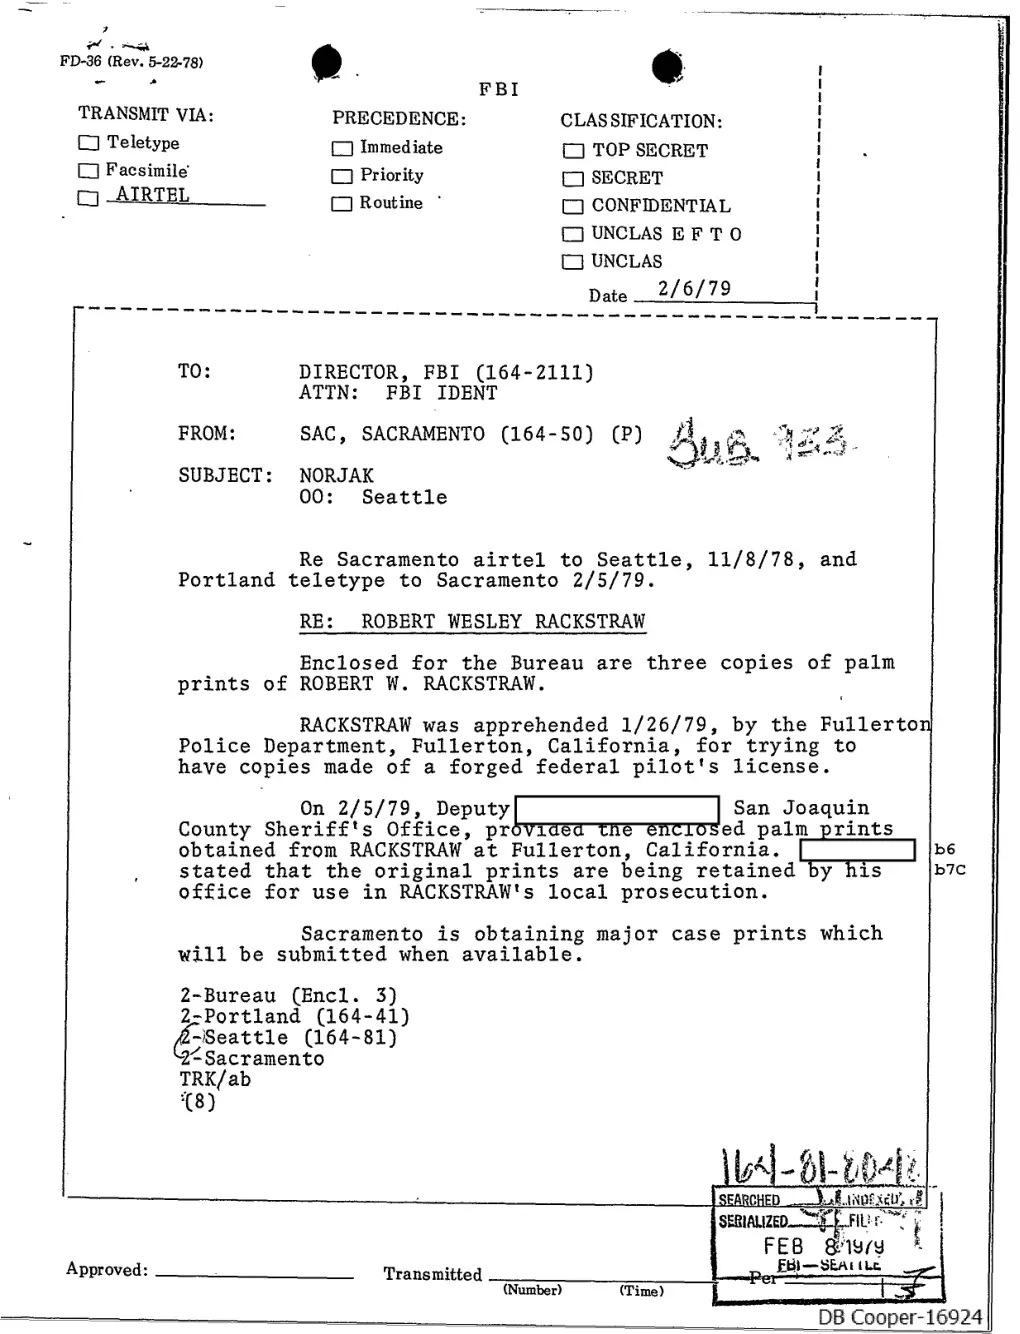 FD-36 (Rev. 5-22-78)
FBI
TRANSMIT VIA:
Teletype
Facsimile
AIRTEL
PRECEDENCE:
Immediate
Priority
Routine
CLASSIFICATION:
TOP SECRET
SECRET
CONFIDENTIAL
UNCLAS E F T O
UNCLAS
Date 2/6/79
TO: DIRECTOR, FBI (164-2111)
ATTN: FBI IDENT
FROM: SAC, SACRAMENTO (164-50) (P)
Sub 933
SUBJECT: NORJAK
OO: Seattle
Re Sacramento airtel to Seattle, 11/8/78, and
Portland teletype to Sacramento 2/5/79.
RE: ROBERT WESLEY RACKSTRAW
Enclosed for the Bureau are three copies of palm
prints of ROBERT W. RACKSTRAW.
RACKSTRAW was apprehended 1/26/79, by the Fullerton
Police Department, Fullerton, California, for trying to
have copies made of a forged federal pilot's license.
On 2/5/79, Deputy San Joaquin
County Sheriff's Office, provided the enclosed palm prints
obtained from RACKSTRAW at Fullerton, California.
b6
stated that the original prints are being retained by his
b7C
office for use in RACKSTRAW's local prosecution.
Sacramento is obtaining major case prints which
will be submitted when available.
2-Bureau (Encl. 3)
2-Portland (164-41)
2-Seattle (164-81)
2-Sacramento
TRK/ab
(8)
SEARCHED INDEXED
SERIALIZED FILED
FEB 8 1979
FBI—SEATTLE
Approved: Transmitted Per
(Number) (Time)
DB Cooper-16924